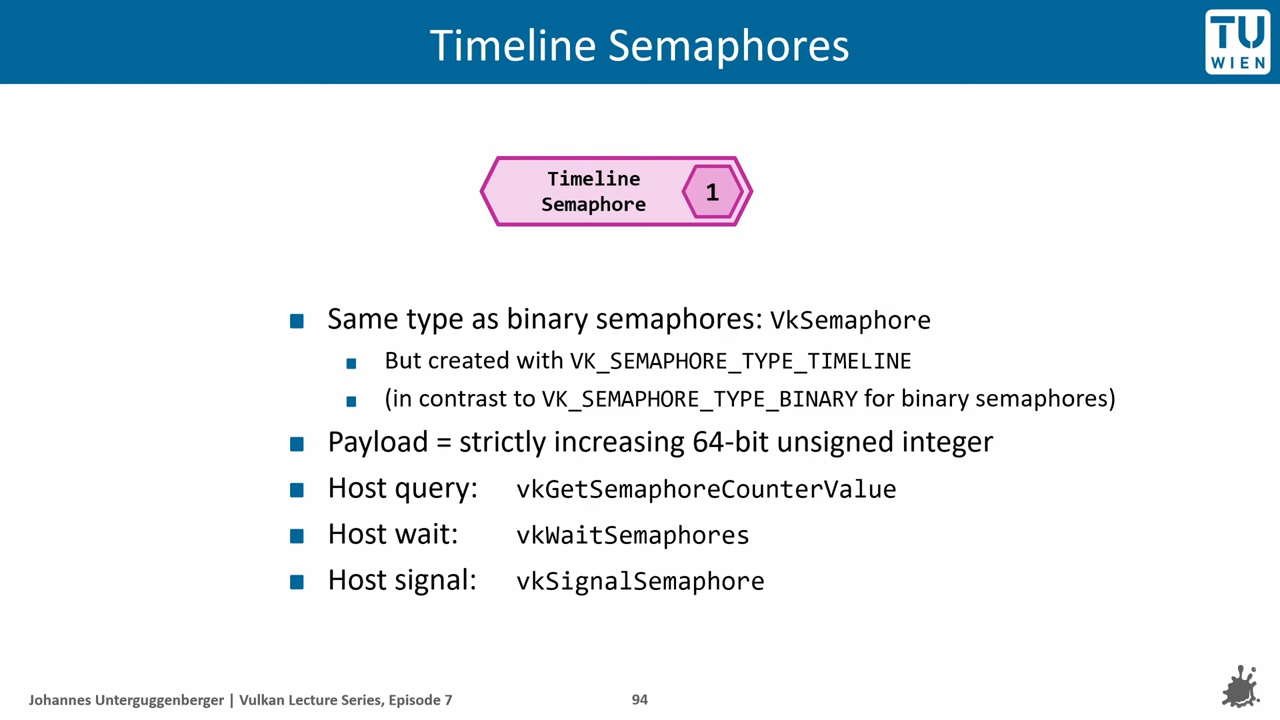 Timeline Semaphores
TU
WIEN
Timeline
Semaphore
1
Same type as binary semaphores: VkSemaphore
But created with VK_SEMAPHORE_TYPE_TIMELINE
(in contrast to VK_SEMAPHORE_TYPE_BINARY for binary semaphores)
Payload = strictly increasing 64-bit unsigned integer
Host query: vkGetSemaphoreCounterValue
Host wait: vkWaitSemaphores
Host signal: vkSignalSemaphore
Johannes Unterguggenberger | Vulkan Lecture Series, Episode 7
94